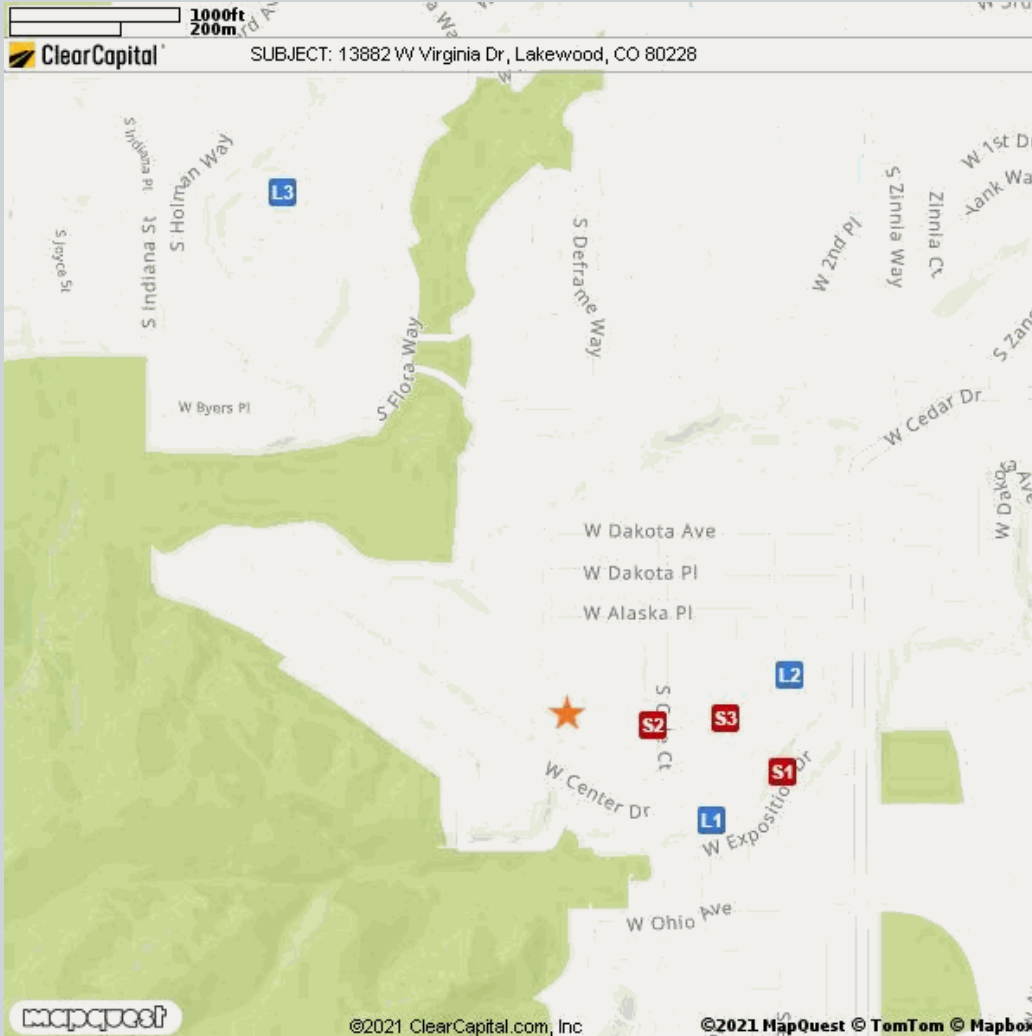 1000ft
200m
ClearCapital
SUBJECT: 13882 W Virginia Dr, Lakewood, CO 80228
S Indiana Pl
S Holman Way
L3
W 1st
S Joyce St
S Indiana St
S Deframe Way
W 2nd Pl
S Zinnia Way
Zinnia Ct
S Flora Way
W Byers Pl
W Cedar Dr
W Dakota
W Dakota Ave
W Dakota Pl
W Alaska Pl
L2
S2
S
Ct
S3
S1
W Center Dr
L1
W Exposition Dr
W Ohio Ave
mapquest
©2021 ClearCapital.com, Inc
©2021 MapQuest © TomTom © Mapbox